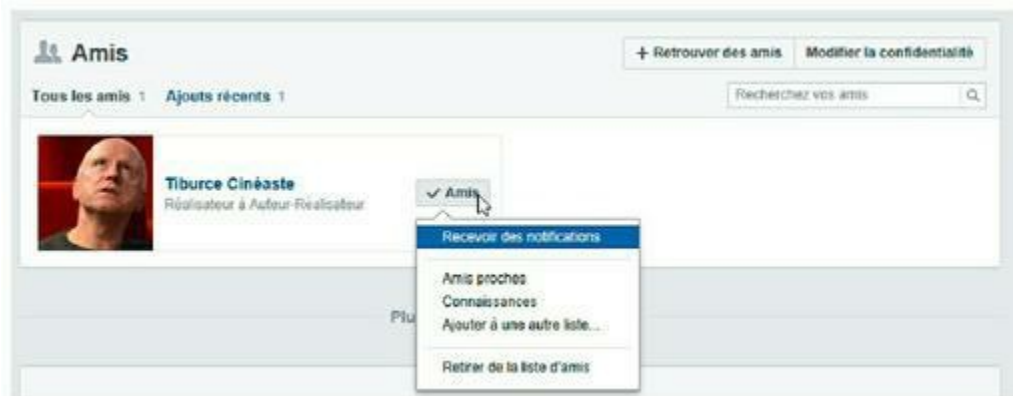 Amis
+ Retrouver des amis Modifier la confidentialité
Tous les amis 1 Ajouts récents 1
Recherchez vos amis
Tiburce Cinéaste
Réalisateur à Auteur-Réalisateur
✓ Amis
Recevoir des notifications
Amis proches
Connaissances
Plu
Ajouter à une autre liste...
Retirer de la liste d'amis